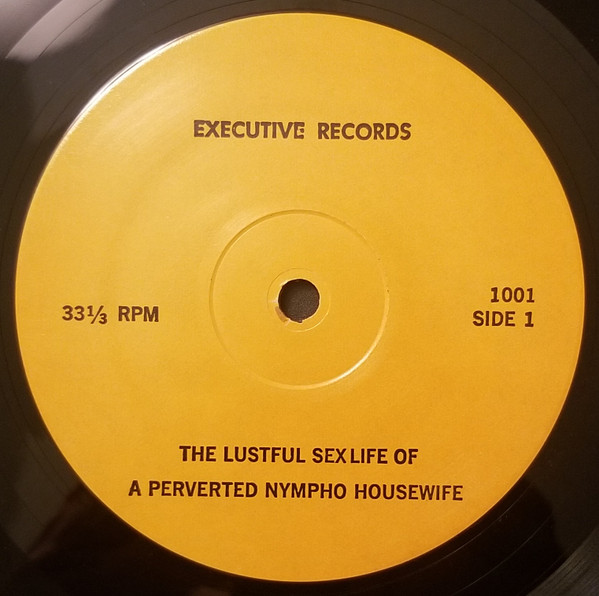 EXECUTIVE RECORDS
33⅓ RPM
1001
SIDE 1
THE LUSTFUL SEX LIFE OF
A PERVERTED NYMPHO HOUSEWIFE